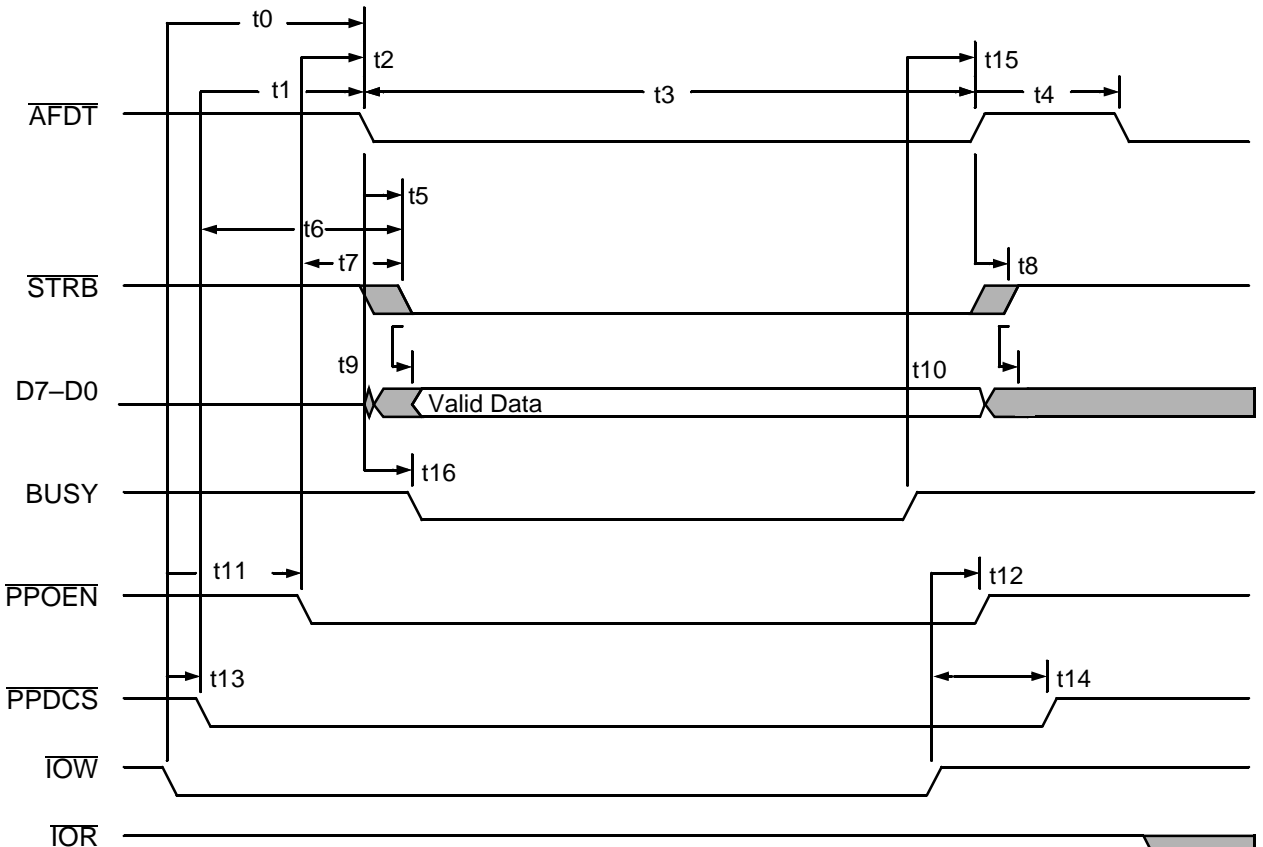 t0
t2
t15
t1
t3
t4
AFDT
t5
t6
t7
t8
STRB
t9
t10
D7–D0
Valid Data
t16
BUSY
t11
t12
PPOEN
t13
t14
PPDCS
IOW
IOR